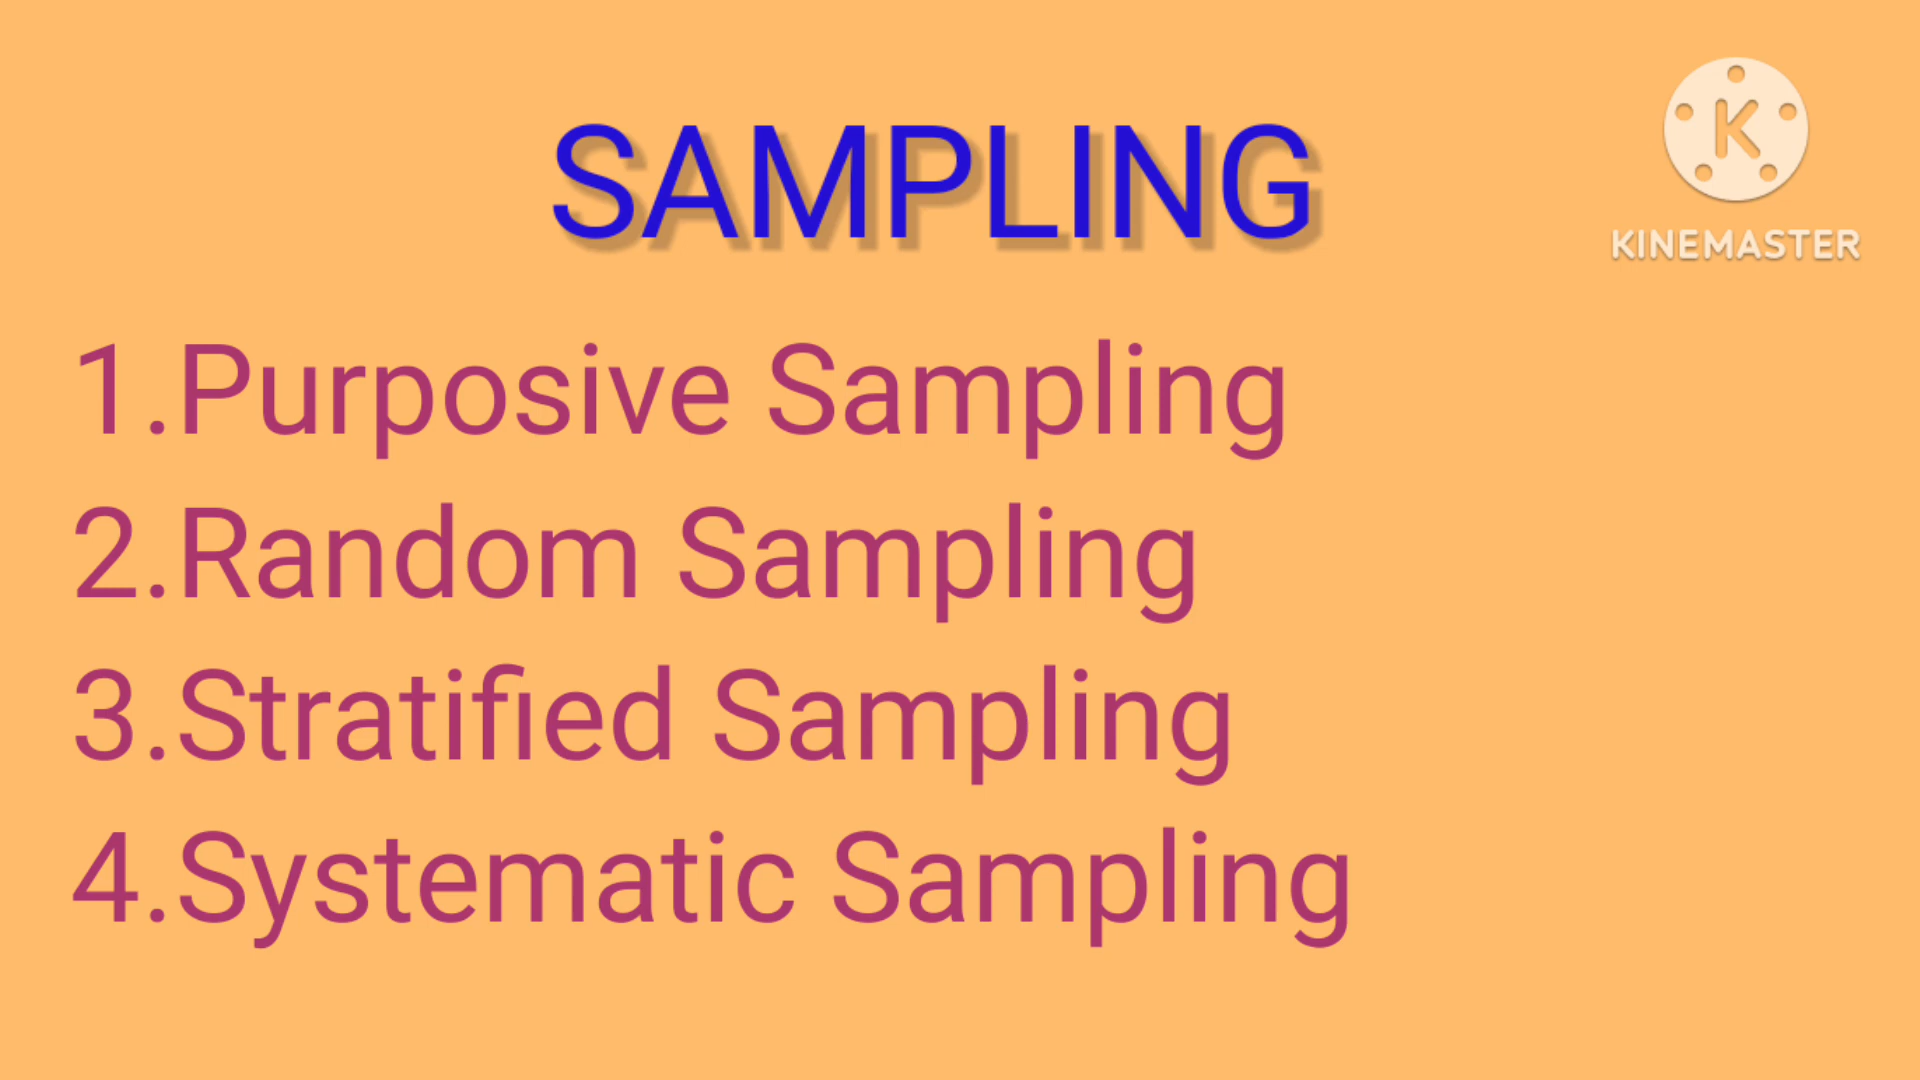 SAMPLING
K
KINEMASTER
1.Purposive Sampling
2.Random Sampling
3.Stratified Sampling
4.Systematic Sampling